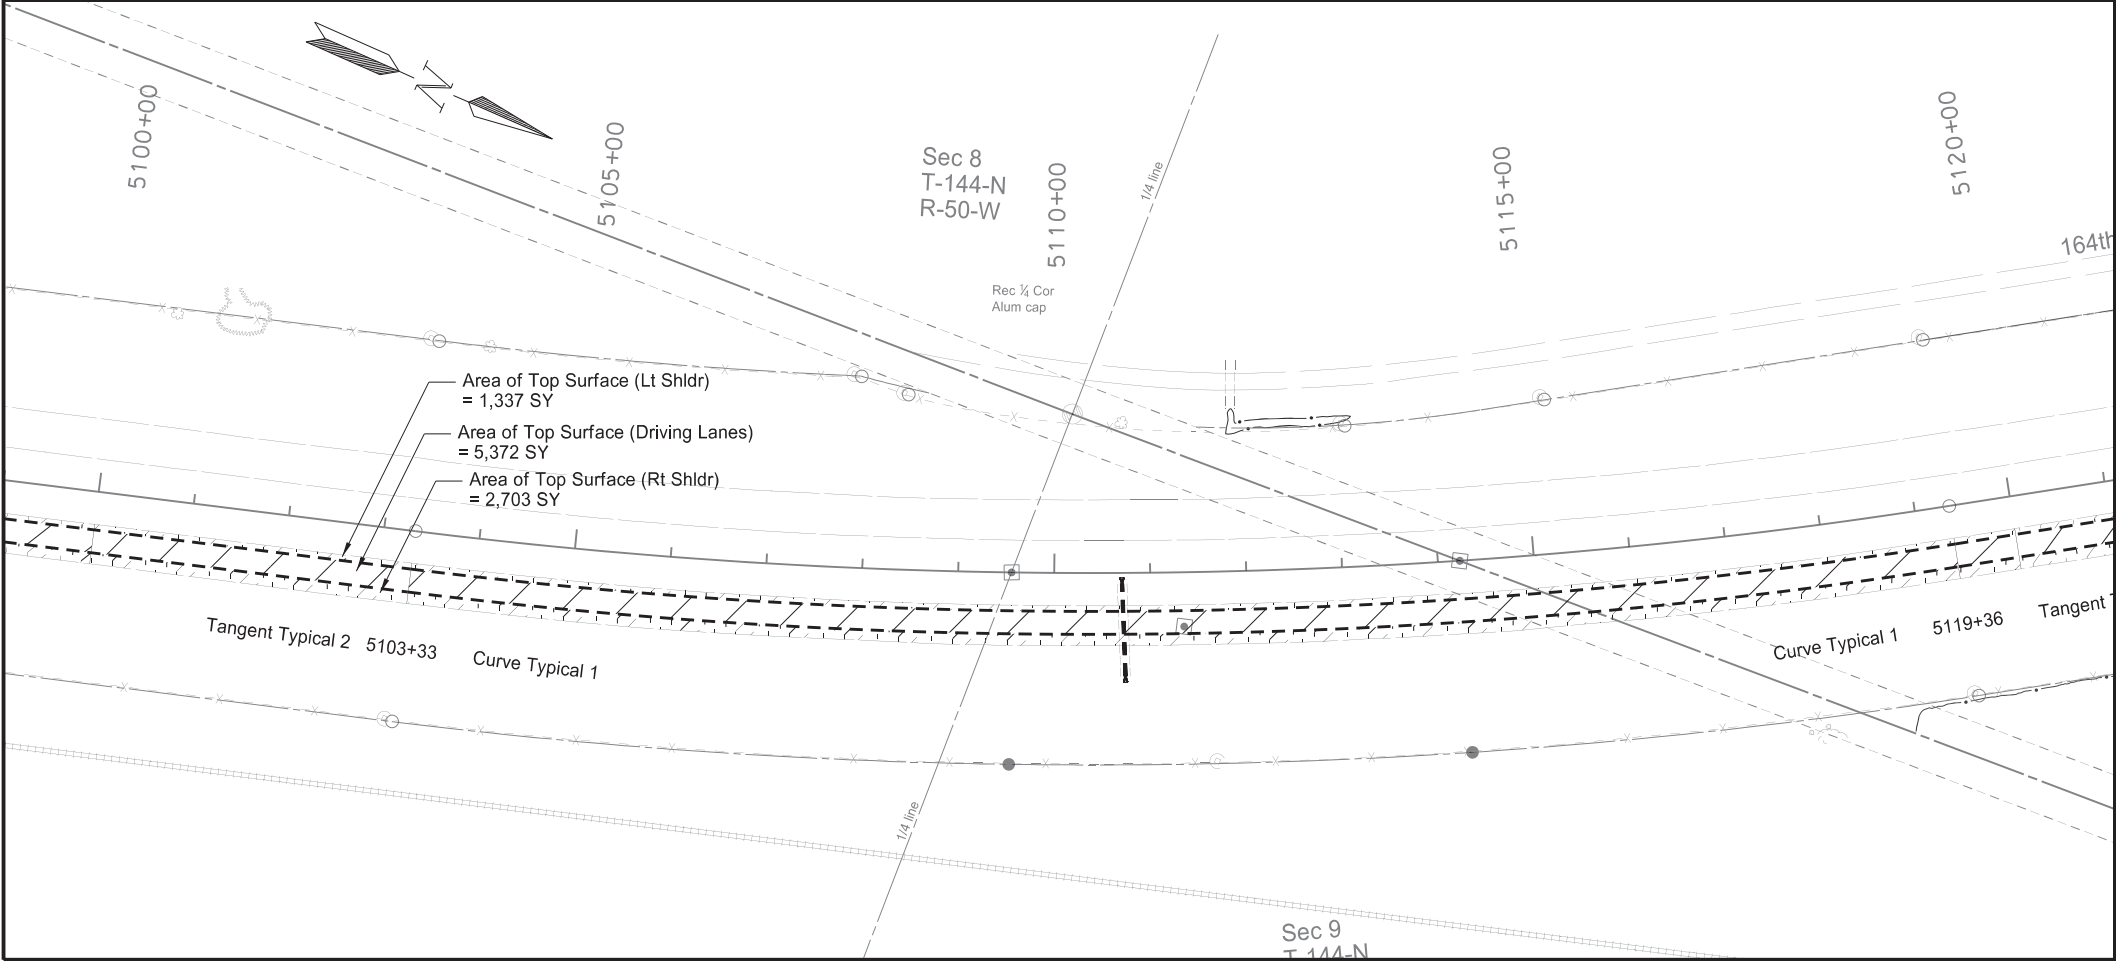 N
5100+00
5105+00
Sec 8
T-144-N
R-50-W
5110+00
1/4 line
5115+00
5120+00
164th
Rec ¼ Cor
Alum cap
Area of Top Surface (Lt Shldr)
= 1,337 SY
Area of Top Surface (Driving Lanes)
= 5,372 SY
Area of Top Surface (Rt Shldr)
= 2,703 SY
Tangent Typical 2 5103+33 Curve Typical 1
Curve Typical 1 5119+36 Tangent T
1/4 line
Sec 9
T-144-N